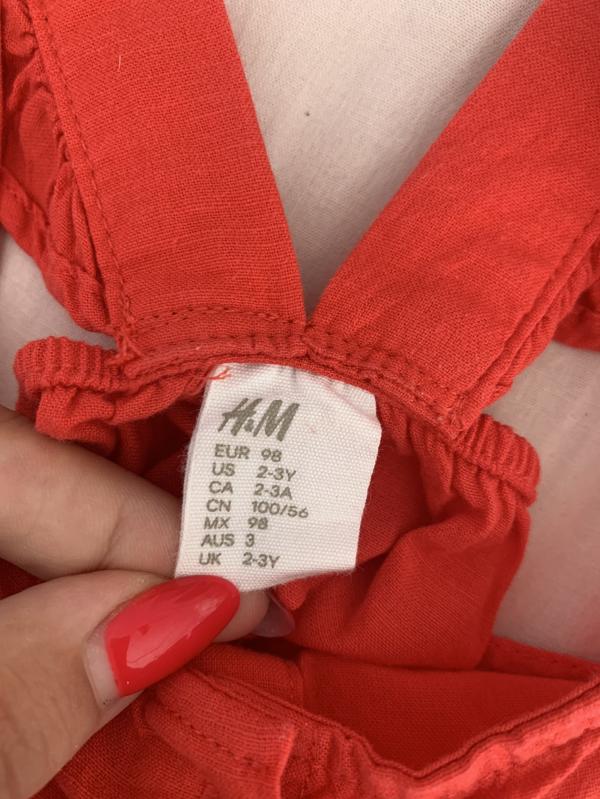 H&M
EUR 98
US 2-3Y
CA 2-3A
CN 100/56
MX 98
AUS 3
UK 2-3Y